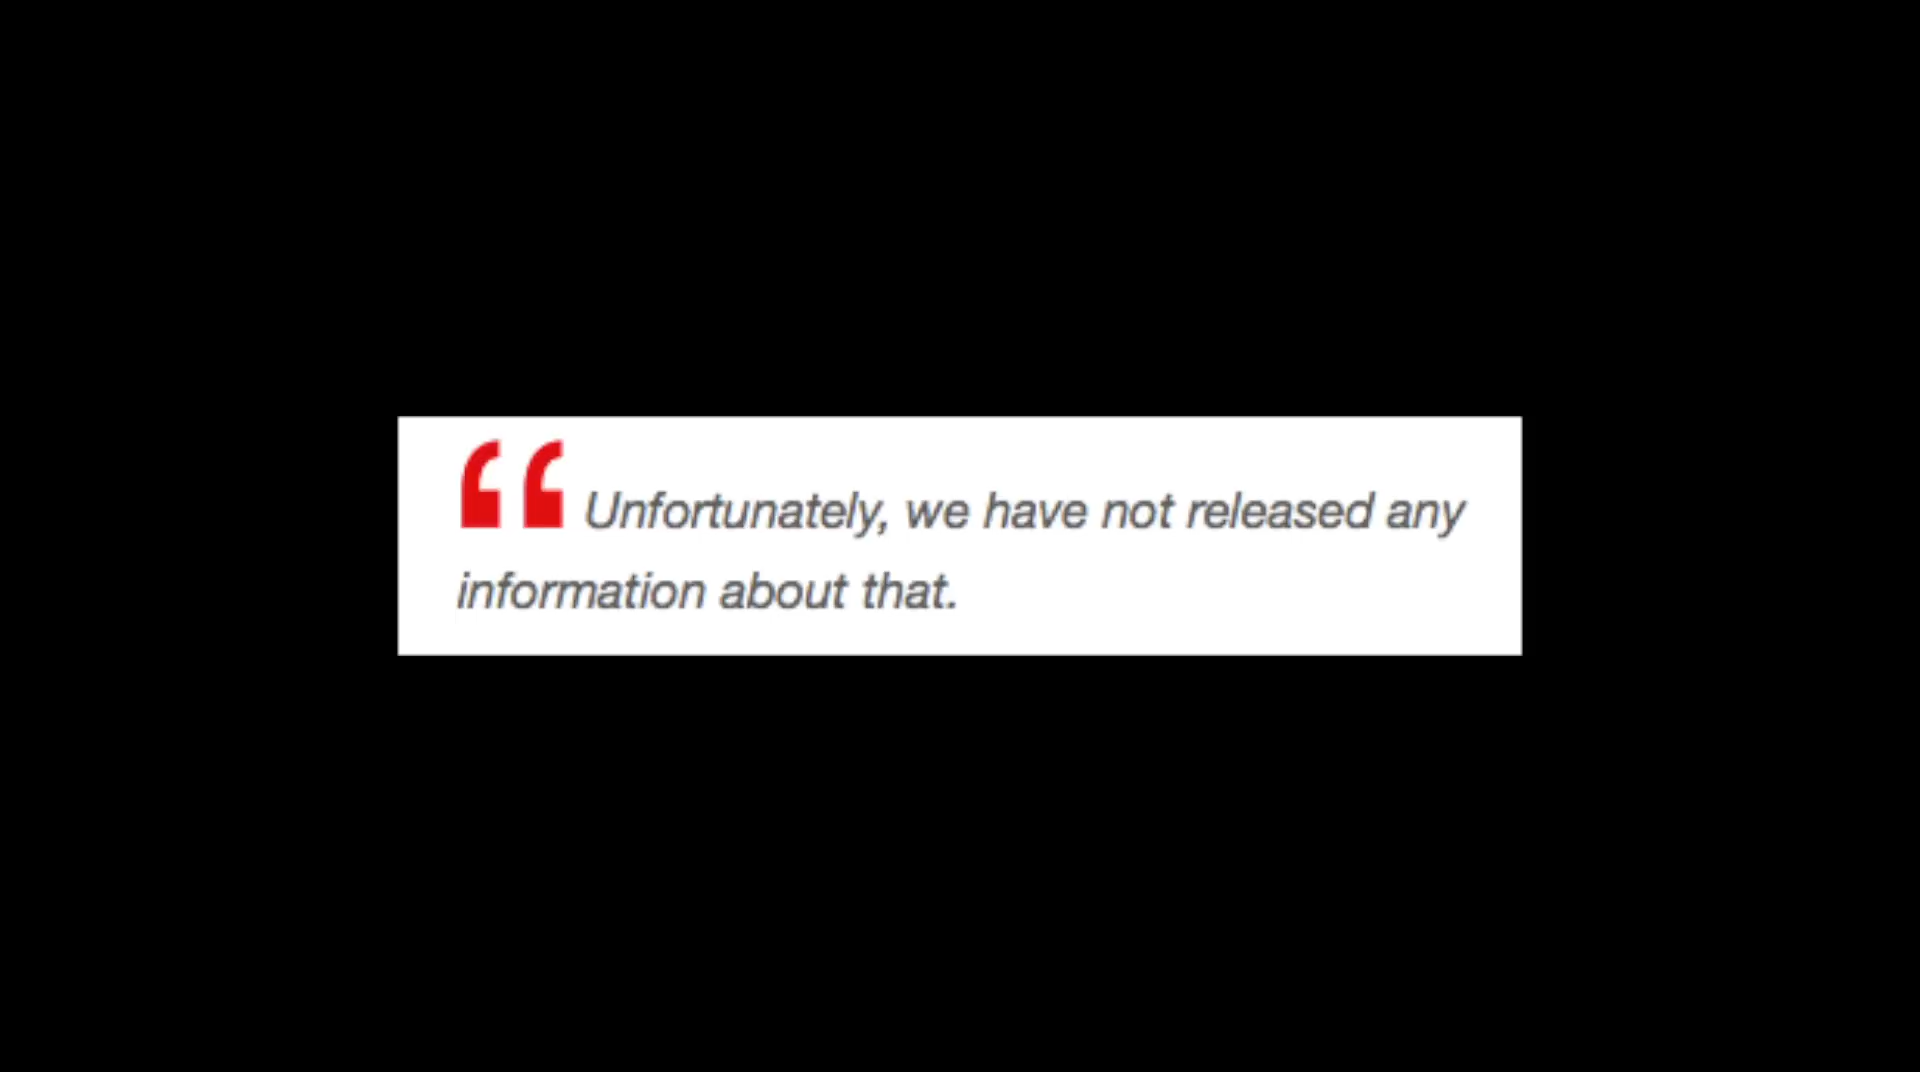 “ Unfortunately, we have not released any
information about that.